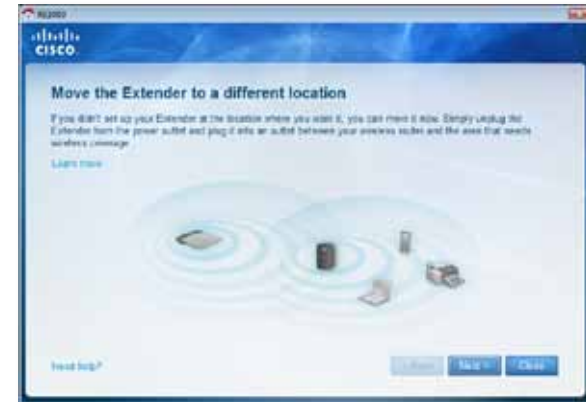 RE2000
CISCO
Move the Extender to a different location
If you didn't set up your Extender at the location where you want it, you can move it now. Simply unplug the
Extender from the power outlet and plug it into an outlet between your wireless router and the area that needs
wireless coverage.
Learn more
Need help?
Next >
Close